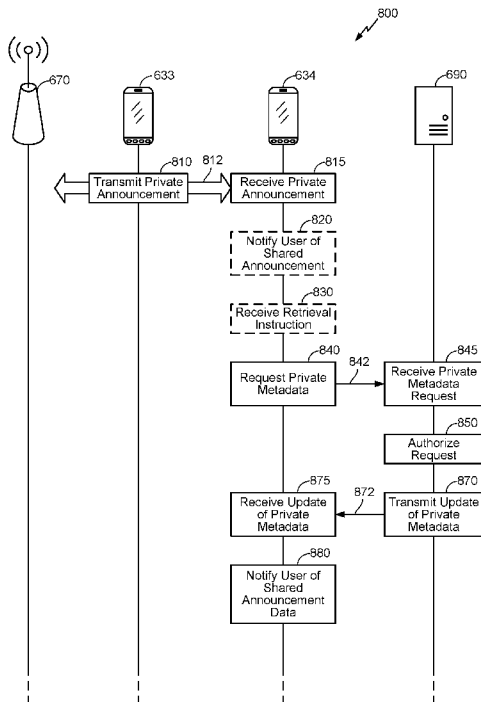 800
670
633
634
690
810
812
815
Transmit Private
Announcement
Receive Private
Announcement
820
Notify User of
Shared
Announcement
830
Receive Retrieval
Instruction
840
842
845
Request Private
Metadata
Receive Private
Metadata
Request
850
Authorize
Request
875
872
870
Receive Update
of Private
Metadata
Transmit Update
of Private
Metadata
880
Notify User of
Shared
Announcement
Data